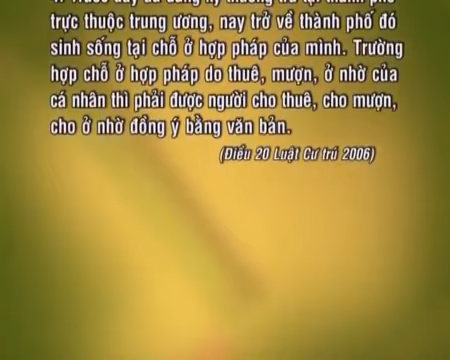 trực thuộc trung ương, nay trở về thành phố đó
sinh sống tại chỗ ở hợp pháp của mình. Trường
hợp chỗ ở hợp pháp do thuê, mượn, ở nhờ của
cá nhân thì phải được người cho thuê, cho mượn,
cho ở nhờ đồng ý bằng văn bản.
(Điều 20 Luật Cư trú 2006)